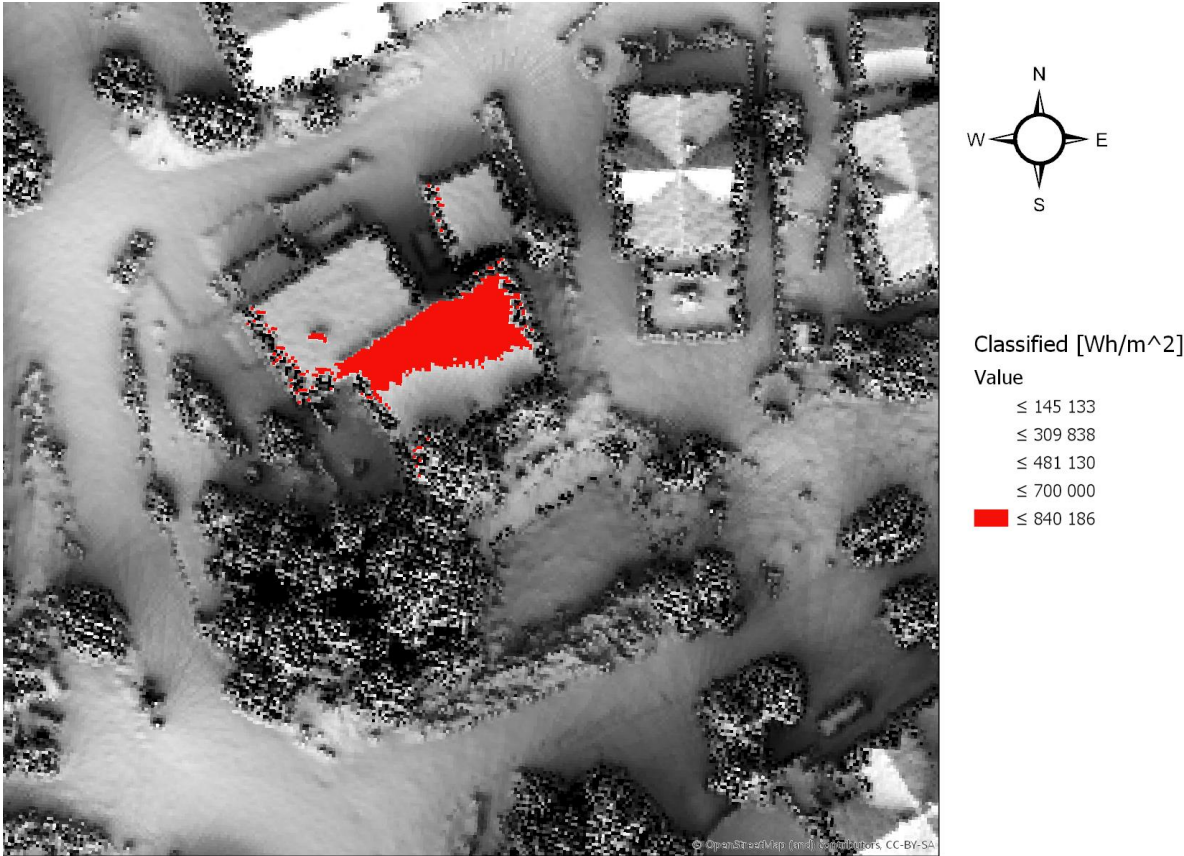 N
W E
S
Classified [Wh/m^2]
Value
≤ 145 133
≤ 309 838
≤ 481 130
≤ 700 000
≤ 840 186
© OpenStreetMap (and) contributors, CC-BY-SA